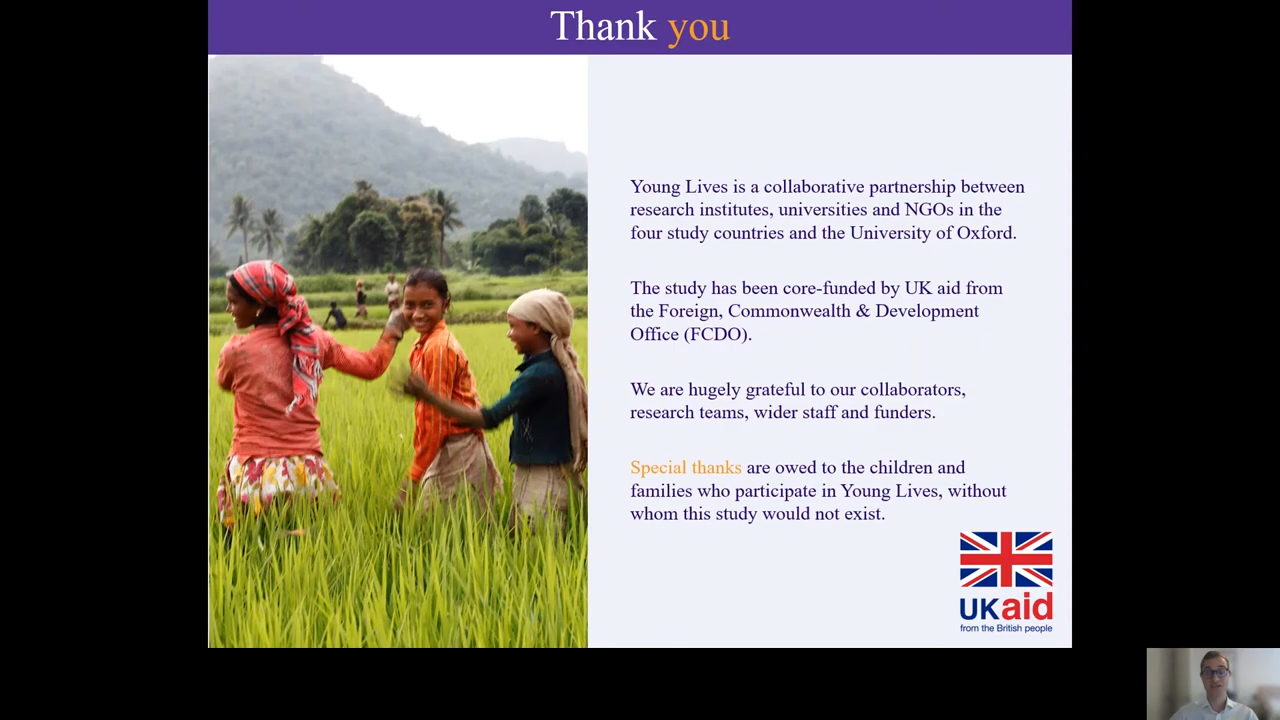 Thank you
Young Lives is a collaborative partnership between
research institutes, universities and NGOs in the
four study countries and the University of Oxford.
The study has been core-funded by UK aid from
the Foreign, Commonwealth & Development
Office (FCDO).
We are hugely grateful to our collaborators,
research teams, wider staff and funders.
Special thanks are owed to the children and
families who participate in Young Lives, without
whom this study would not exist.
UKaid
from the British people